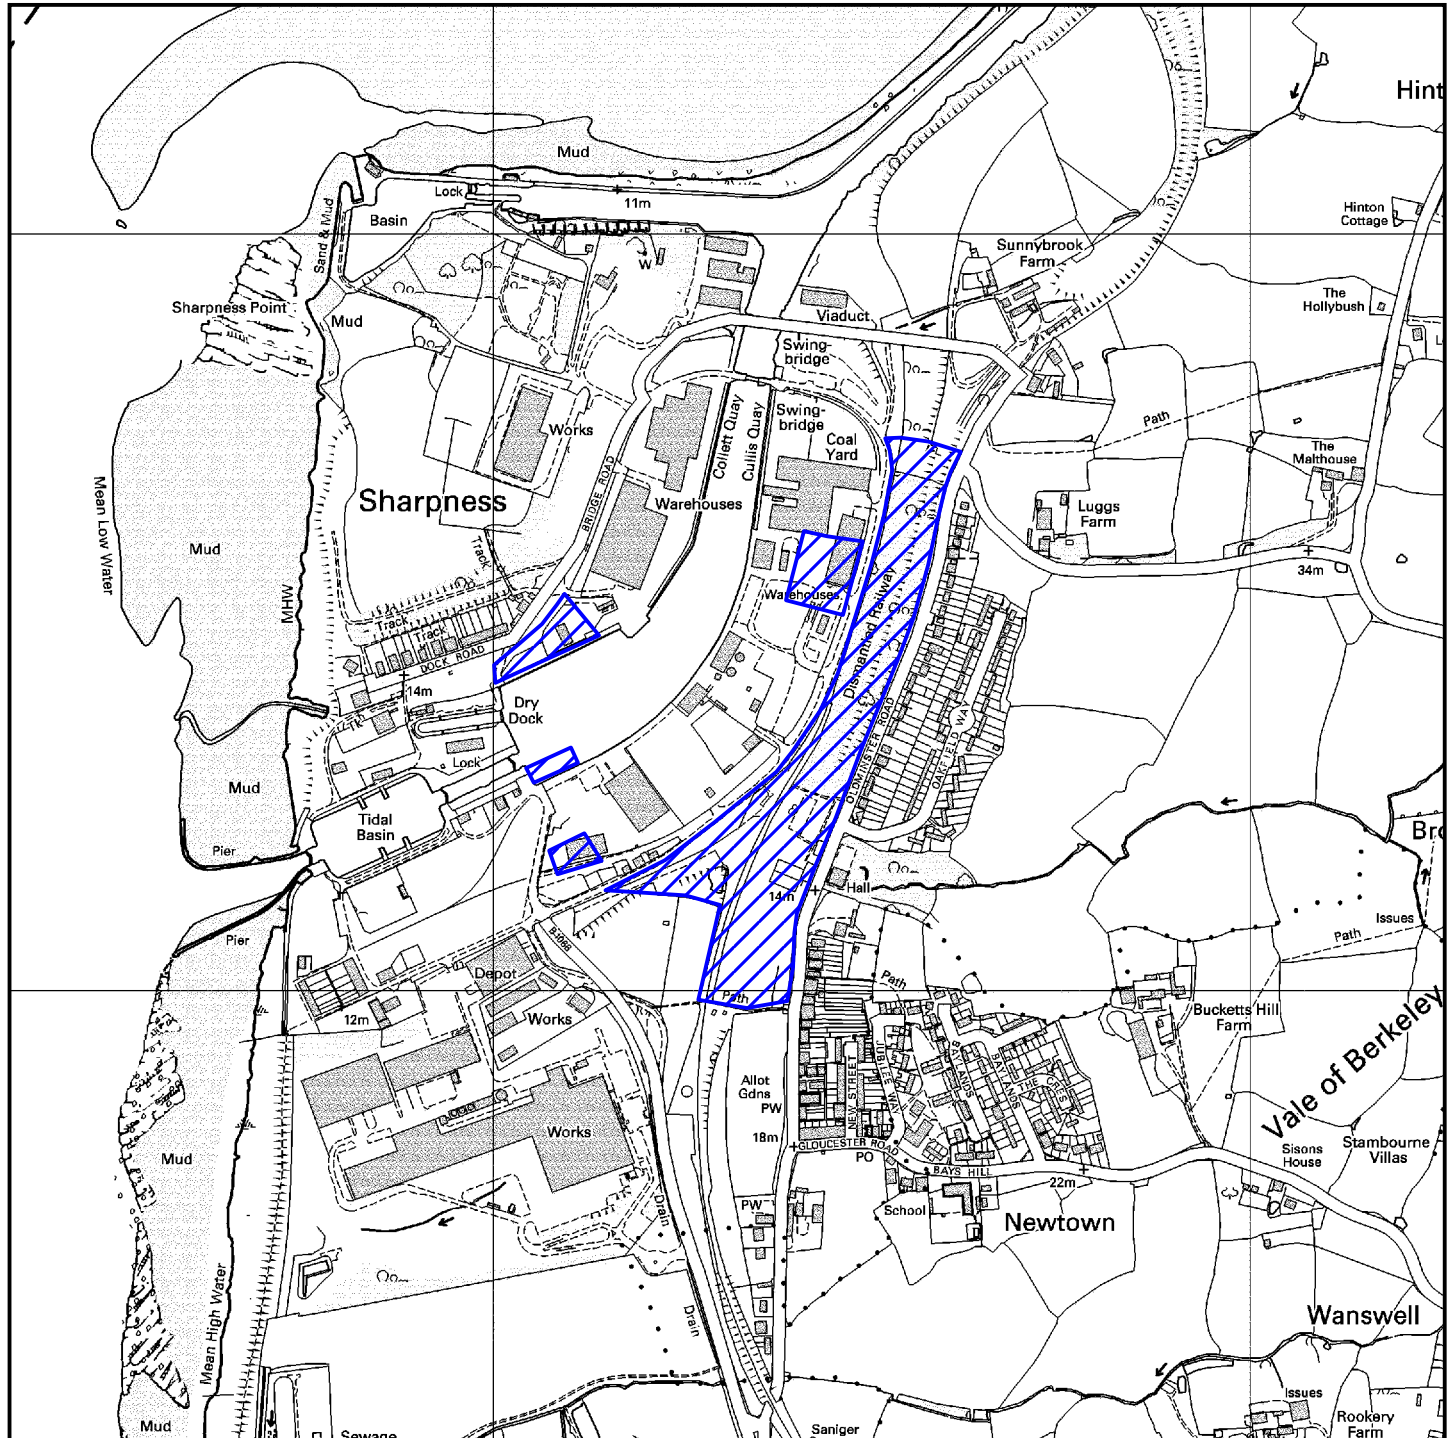 Hint
Mud
Lock
11m
Basin
Sand & Mud
Hinton
Cottage
W
Sunnybrook
Farm
The
Hollybush
Sharpness Point
Mud
Viaduct
Swing-
bridge
Swing-
bridge
Path
Works
Collett Quay
Cullis Quay
Coal
Yard
The
Malthouse
Sharpness
BRIDGE ROAD
Warehouses
Luggs
Farm
Mean Low Water
Mud
Track
34m
MHW
Warehouses
Dismantled Railway
Track
Track
DOCK ROAD
14m
Dry
Dock
Tk
OLDMINSTER ROAD
OAKFIELD WAY
Lock
Mud
Tidal
Basin
Pier
Bro
14m
Hall
Issues
Path
Pier
B4066
Depot
Path
Path
12m
Works
Bucketts Hill
Farm
Vale of Berkeley
Allot
Gdns
PW
NEW STREET
JUBILEE WAY
BAYLANDS
BAYLANDS
THE CRES
Works
18m
GLOUCESTER ROAD
PO
BAYS HILL
22m
Sisons
House
Stambourne
Villas
Mud
Drain
PW
School
Newtown
Mean High Water
Drain
Wanswell
Issues
Rookery
Farm
Mud
Sewage
Saniger